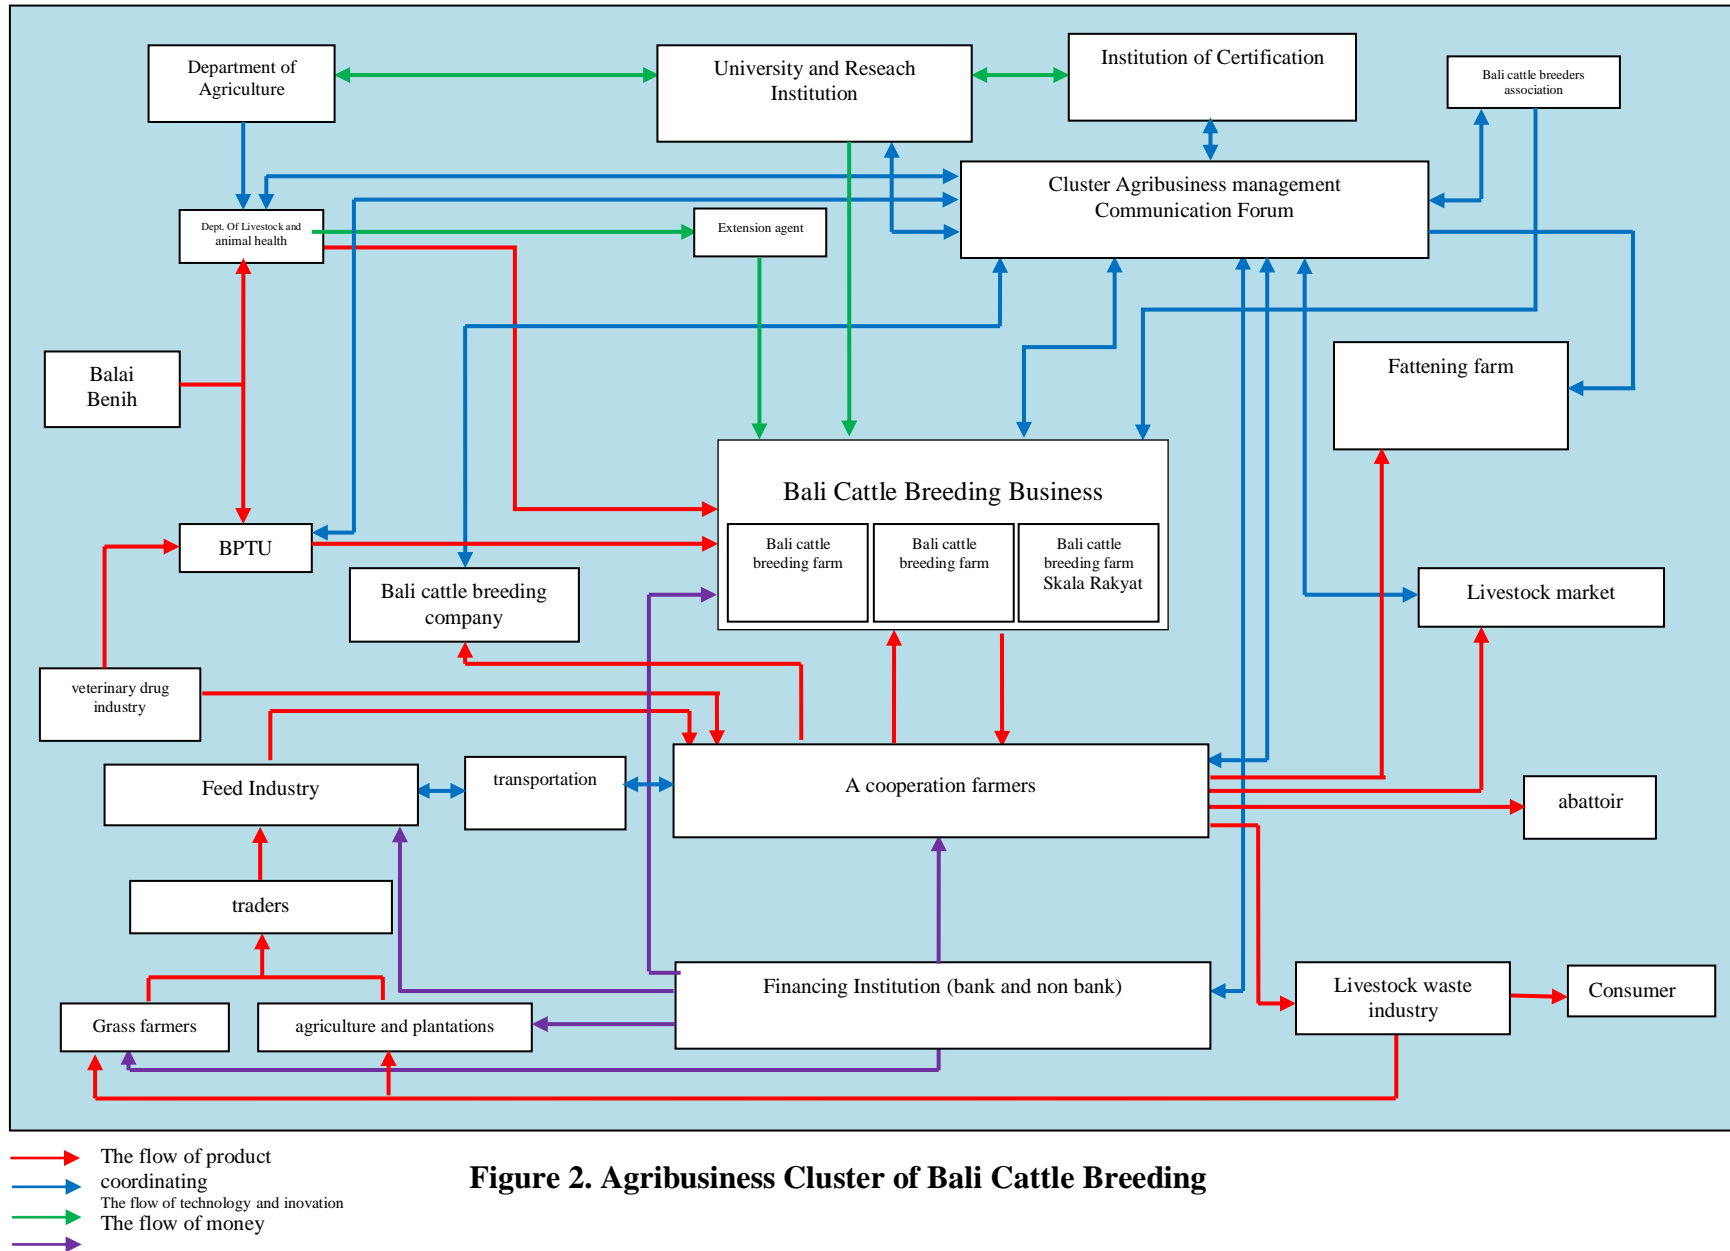 Department of
Agriculture
University and Reseach
Institution
Institution of Certification
Bali cattle breeders
association
Cluster Agribusiness management
Communication Forum
Dept. Of Livestock and
animal health
Extension agent
Balai
Benih
Fattening farm
Bali Cattle Breeding Business
Bali cattle
breeding farm
Bali cattle
breeding farm
Bali cattle
breeding farm
Skala Rakyat
BPTU
Bali cattle breeding
company
Livestock market
veterinary drug
industry
Feed Industry
transportation
A cooperation farmers
abattoir
traders
Financing Institution (bank and non bank)
Livestock waste
industry
Consumer
Grass farmers
agriculture and plantations
The flow of product
coordinating
The flow of technology and inovation
The flow of money
Figure 2. Agribusiness Cluster of Bali Cattle Breeding